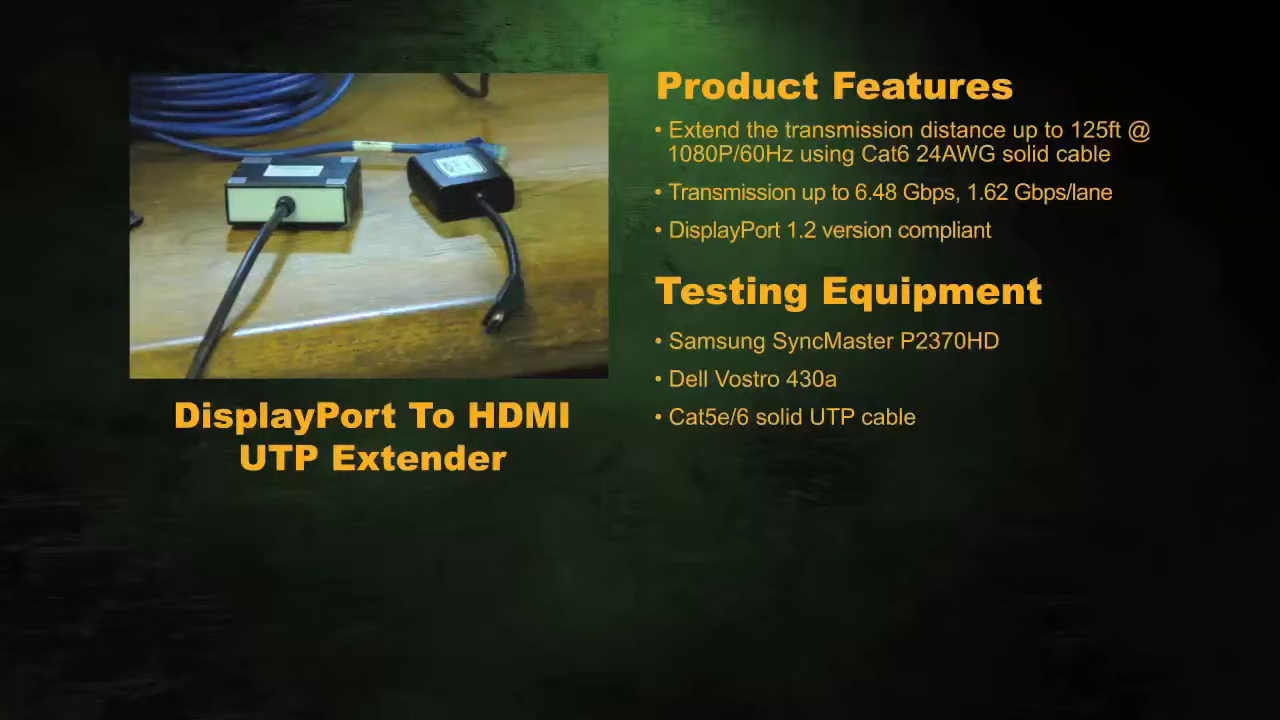 DisplayPort To HDMI
UTP Extender
Product Features
• Extend the transmission distance up to 125ft @
1080P/60Hz using Cat6 24AWG solid cable
• Transmission up to 6.48 Gbps, 1.62 Gbps/lane
• DisplayPort 1.2 version compliant
Testing Equipment
• Samsung SyncMaster P2370HD
• Dell Vostro 430a
• Cat5e/6 solid UTP cable